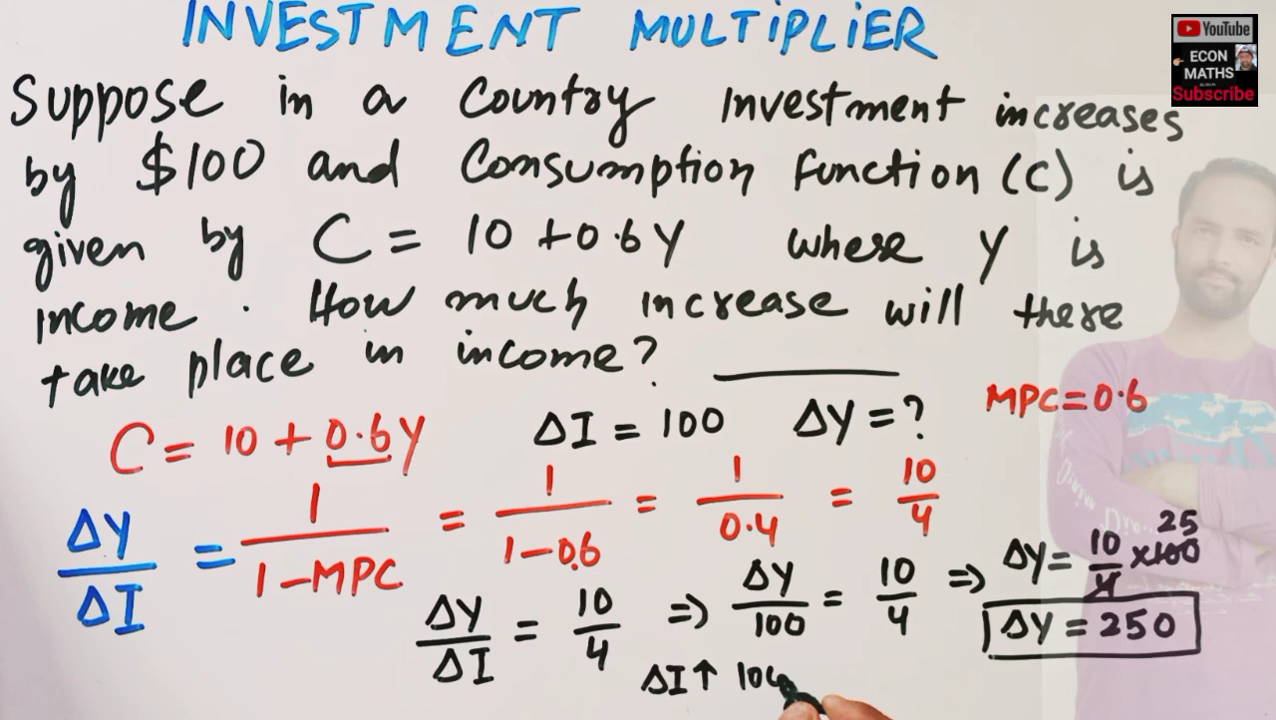 INVESTMENT MULTIPLIER
YouTube
ECON
MATHS
Subscribe
Suppose in a Country Investment increases
by $100 and Consumption function (C) is
given by C = 10 + 0.6Y where Y is
income. How much increase will there
take place in income?
MPC = 0.6
C = 10 + 0.6Y ΔI = 100 ΔY = ?
ΔY/ΔI = 1/(1-MPC) = 1/(1-0.6) = 1/0.4 = 10/4
ΔY/ΔI = 10/4 => ΔY/100 = 10/4 => ΔY = 10/4 × 100 25
ΔY = 250
ΔI ↑ 100